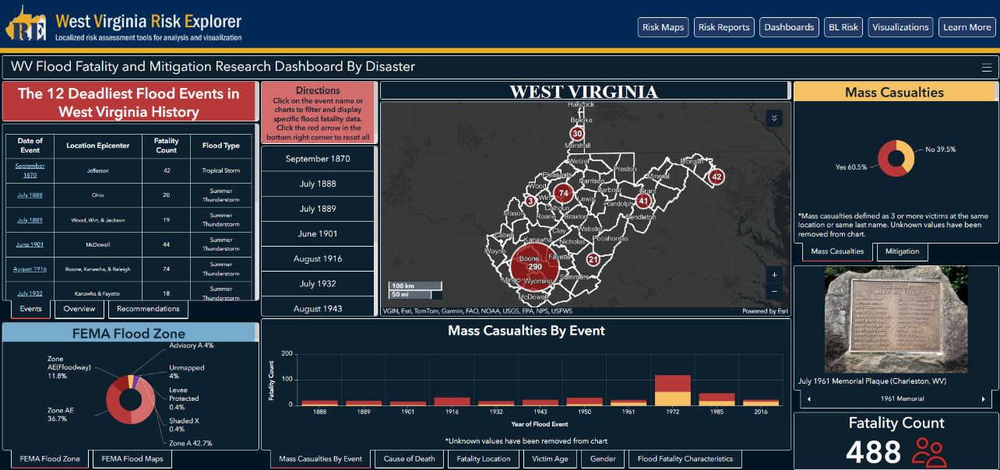 West Virginia Risk Explorer
Localized risk assessment tools for analysis and visualization
Risk Maps
Risk Reports
Dashboards
BL Risk
Visualizations
Learn More
WV Flood Fatality and Mitigation Research Dashboard By Disaster
The 12 Deadliest Flood Events in
West Virginia History
Date of
Event
Location Epicenter
Fatality
Count
Flood Type
September
1870
Jefferson
42
Tropical Storm
July 1888
Ohio
20
Summer
Thunderstorm
July 1889
Wood, Wirt, & Jackson
19
Summer
Thunderstorm
June 1901
McDowell
44
Summer
Thunderstorm
August 1916
Boone, Kanawha, & Raleigh
74
Summer
Thunderstorm
July 1932
Kanawha & Fayette
18
Summer
Thunderstorm
Events
Overview
Recommendations
FEMA Flood Zone
Advisory A 4%
Zone
AE(Floodway)
11.8%
Unmapped
4%
Levee
Protected
0.4%
Zone AE
36.7%
Shaded X
0.4%
Zone A 42.7%
FEMA Flood Zone
FEMA Flood Maps
Directions
Click on the event name or
charts to filter and display
specific flood fatality data.
Click the red arrow in the
bottom right corner to reset all
September 1870
July 1888
July 1889
June 1901
August 1916
July 1932
August 1943
WEST VIRGINIA
Hancock
Brooke
30
Marshall
Wetzel
Morgan
Preston
Pleasants
Mineral
42
Wood
Harrison
74
Barbour
Grant
Wirt
Lewis
41
3
Randolph
Calhoun
Mason
Roane
Braxton
Pendleton
Clay
Webster
Cabell
Kanawha
Nicholas
Pocahontas
Wayne
Boone
Fayette
21
290
Mingo
Wyoming
Summers
McDowell
100 km
50 mi
+
−
VGIN, Esri, TomTom, Garmin, FAO, NOAA, USGS, EPA, NPS, USFWS
Powered by Esri
Mass Casualties By Event
Fatality Count
200
100
0
1888
1889
1901
1916
1932
1943
1950
1961
1972
1985
2016
Year of Flood Event
*Unknown values have been removed from chart
Mass Casualties By Event
Cause of Death
Fatality Location
Victim Age
Gender
Flood Fatality Characteristics
Mass Casualties
No 39.5%
Yes 60.5%
*Mass casualties defined as 3 or more victims at the same
location or same last name. Unknown values have been
removed from chart.
Mass Casualties
Mitigation
VICTIMS OF
July 1961 Memorial Plaque (Charleston, WV)
1961 Memorial
Fatality Count
488